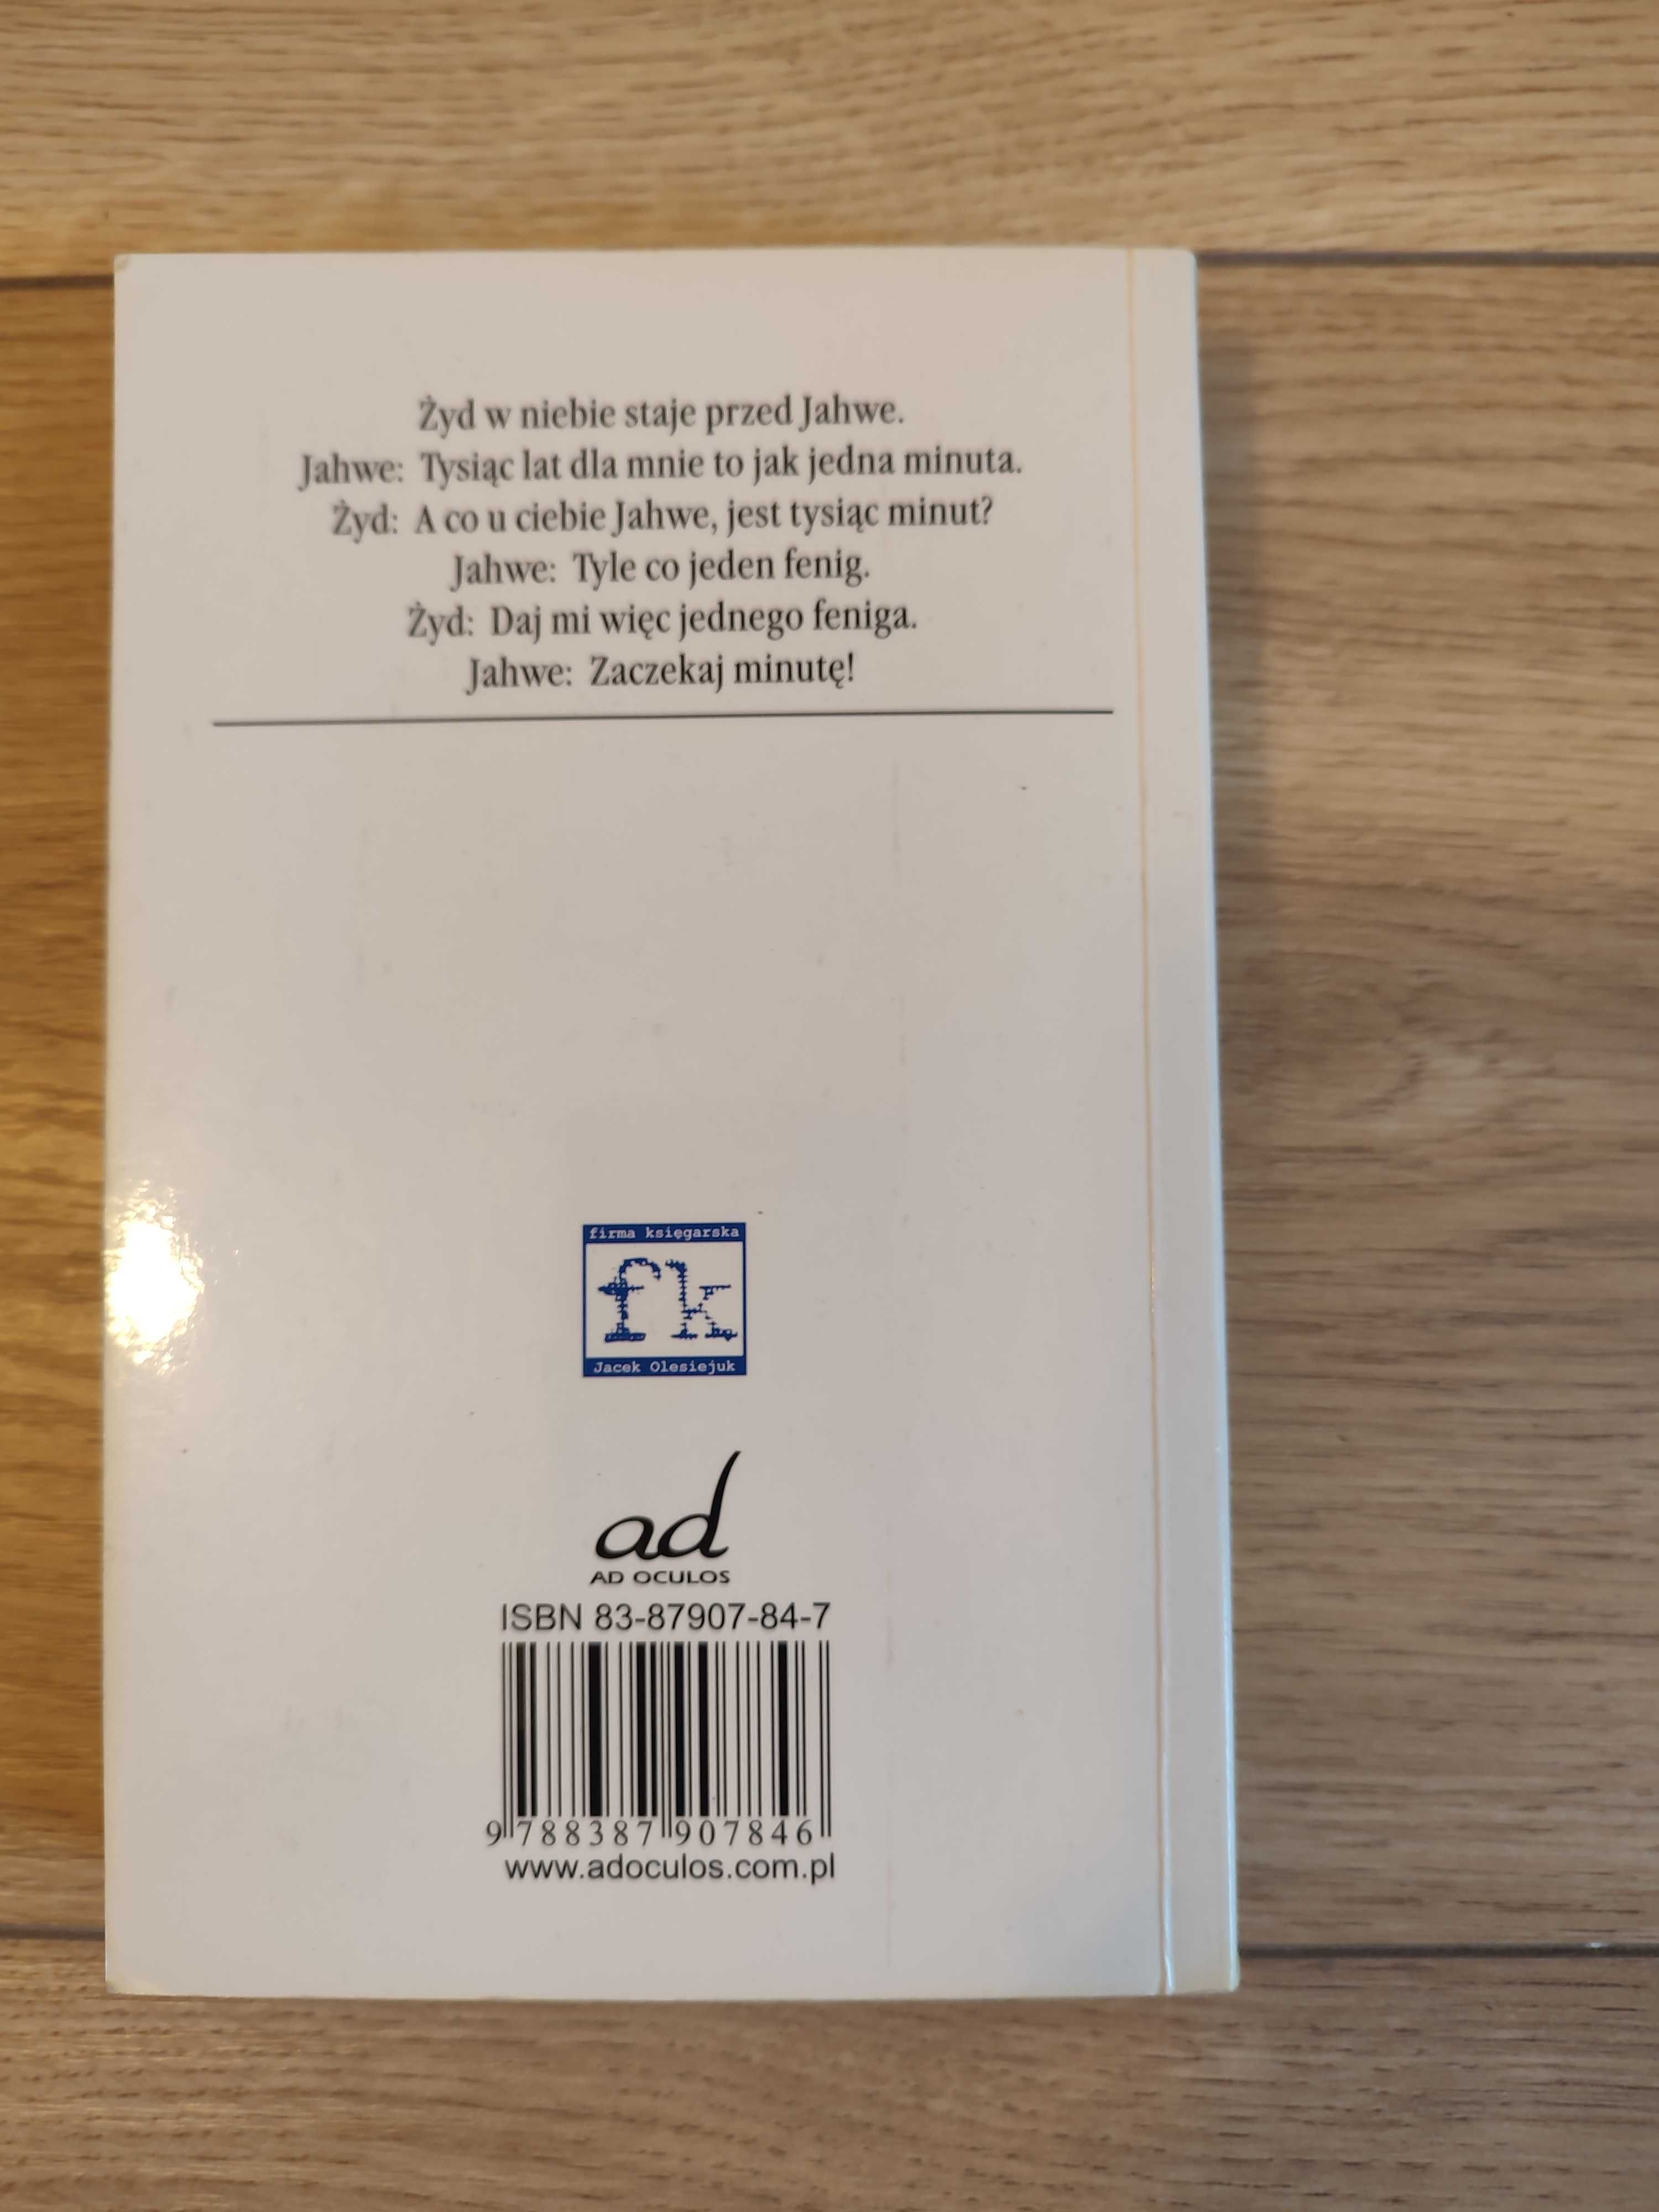 Żyd w niebie staje przed Jahwe.
Jahwe: Tysiąc lat dla mnie to jak jedna minuta.
Żyd: A co u ciebie Jahwe, jest tysiąc minut?
Jahwe: Tyle co jeden fenig.
Żyd: Daj mi więc jednego feniga.
Jahwe: Zaczekaj minutę!
firma księgarska
fk
Jacek Olesiejuk
ad
AD OCULOS
ISBN 83-87907-84-7
9 788387 907846
www.adoculos.com.pl